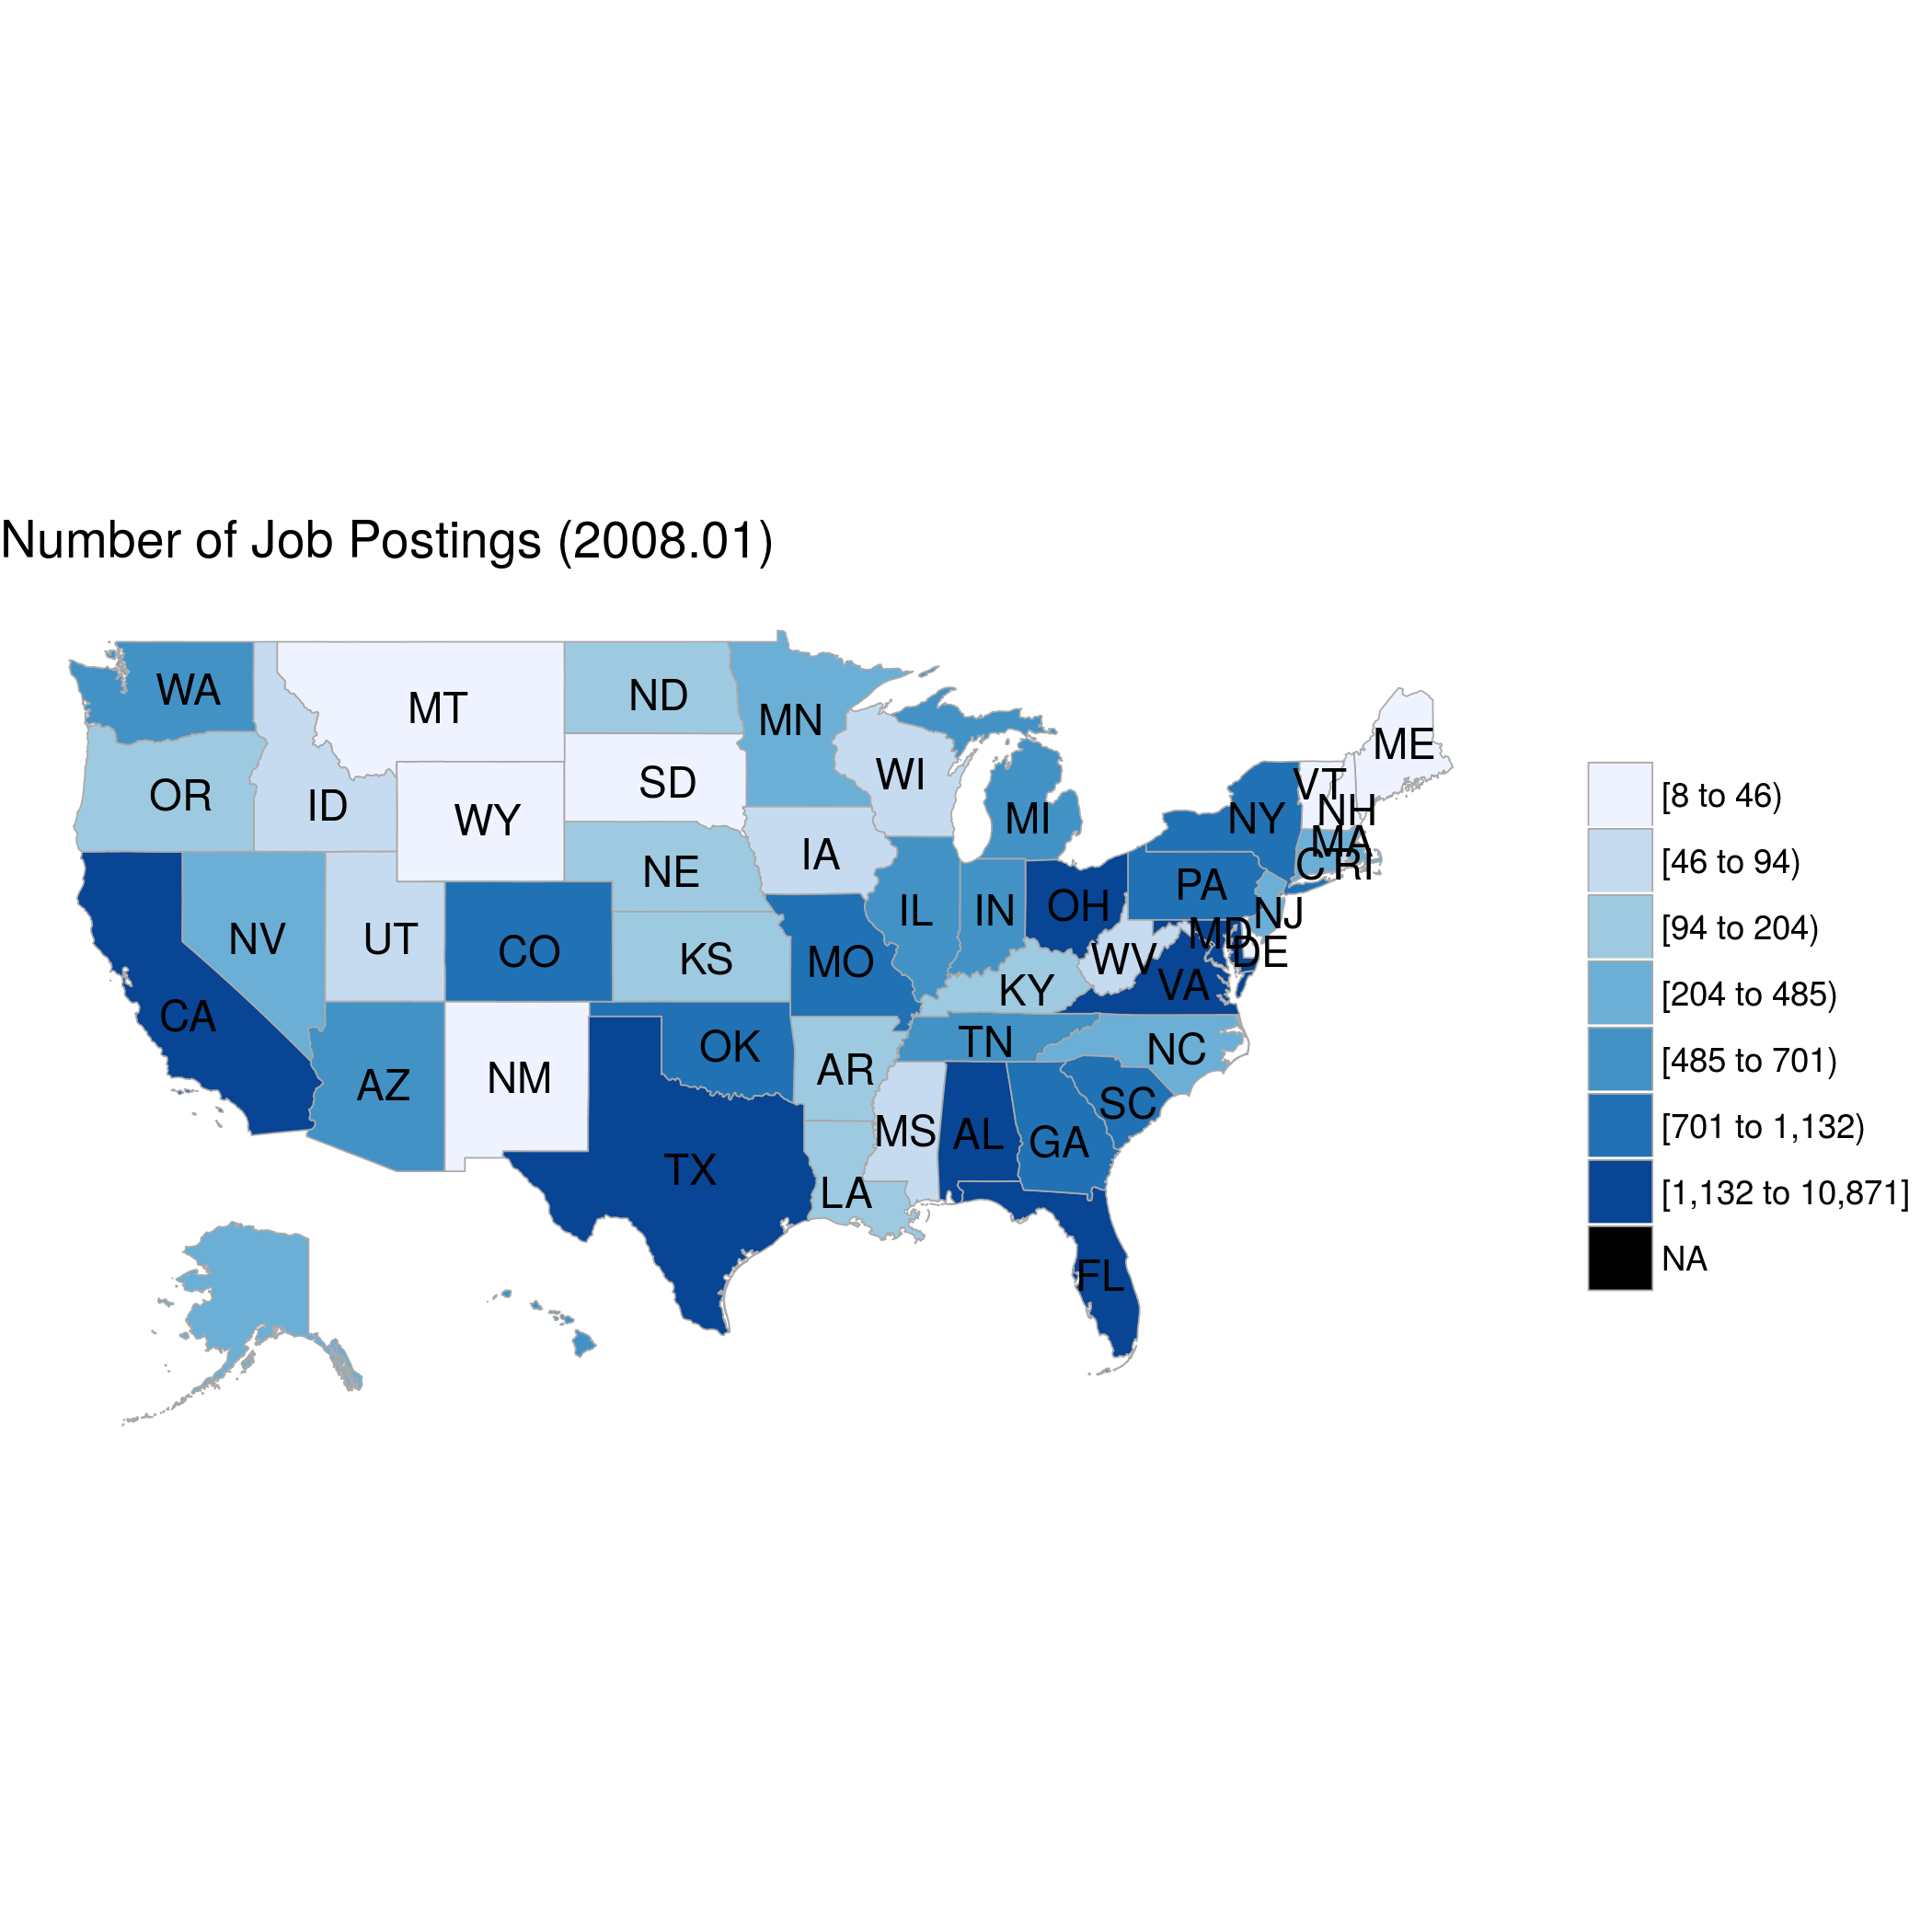 Number of Job Postings (2008.01)
WA
MT
ND
MN
OR
ID
WY
SD
WI
MI
ME
VT
NH
NY
MA
CT
RI
IA
NE
PA
NJ
NV
UT
CO
KS
MO
IL
IN
OH
MD
DE
WV
VA
KY
CA
AZ
NM
OK
AR
TN
NC
SC
MS
AL
GA
TX
LA
FL
[8 to 46)
[46 to 94)
[94 to 204)
[204 to 485)
[485 to 701)
[701 to 1,132)
[1,132 to 10,871]
NA